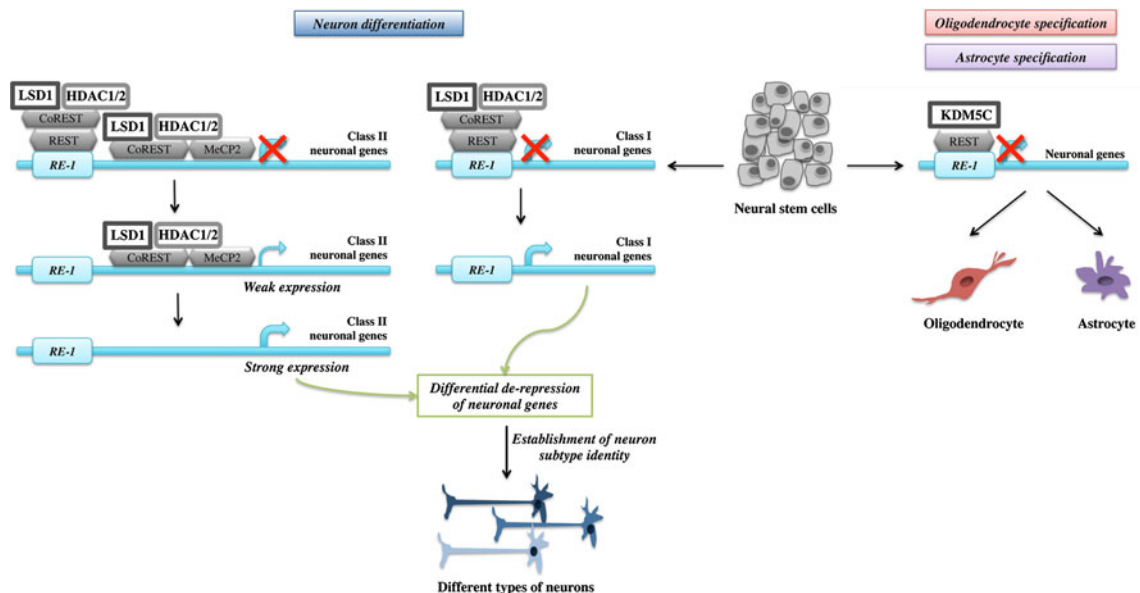 Neuron differentiation
Oligodendrocyte specification
Astrocyte specification
LSD1
HDAC1/2
CoREST
REST
RE-1
LSD1
HDAC1/2
CoREST
MeCP2
Class II
neuronal genes
LSD1
HDAC1/2
CoREST
REST
RE-1
Class I
neuronal genes
Neural stem cells
KDM5C
REST
RE-1
Neuronal genes
LSD1
HDAC1/2
CoREST
MeCP2
RE-1
Class II
neuronal genes
Weak expression
RE-1
Class I
neuronal genes
Oligodendrocyte
Astrocyte
RE-1
Class II
neuronal genes
Strong expression
Differential de-repression
of neuronal genes
Establishment of neuron
subtype identity
Different types of neurons